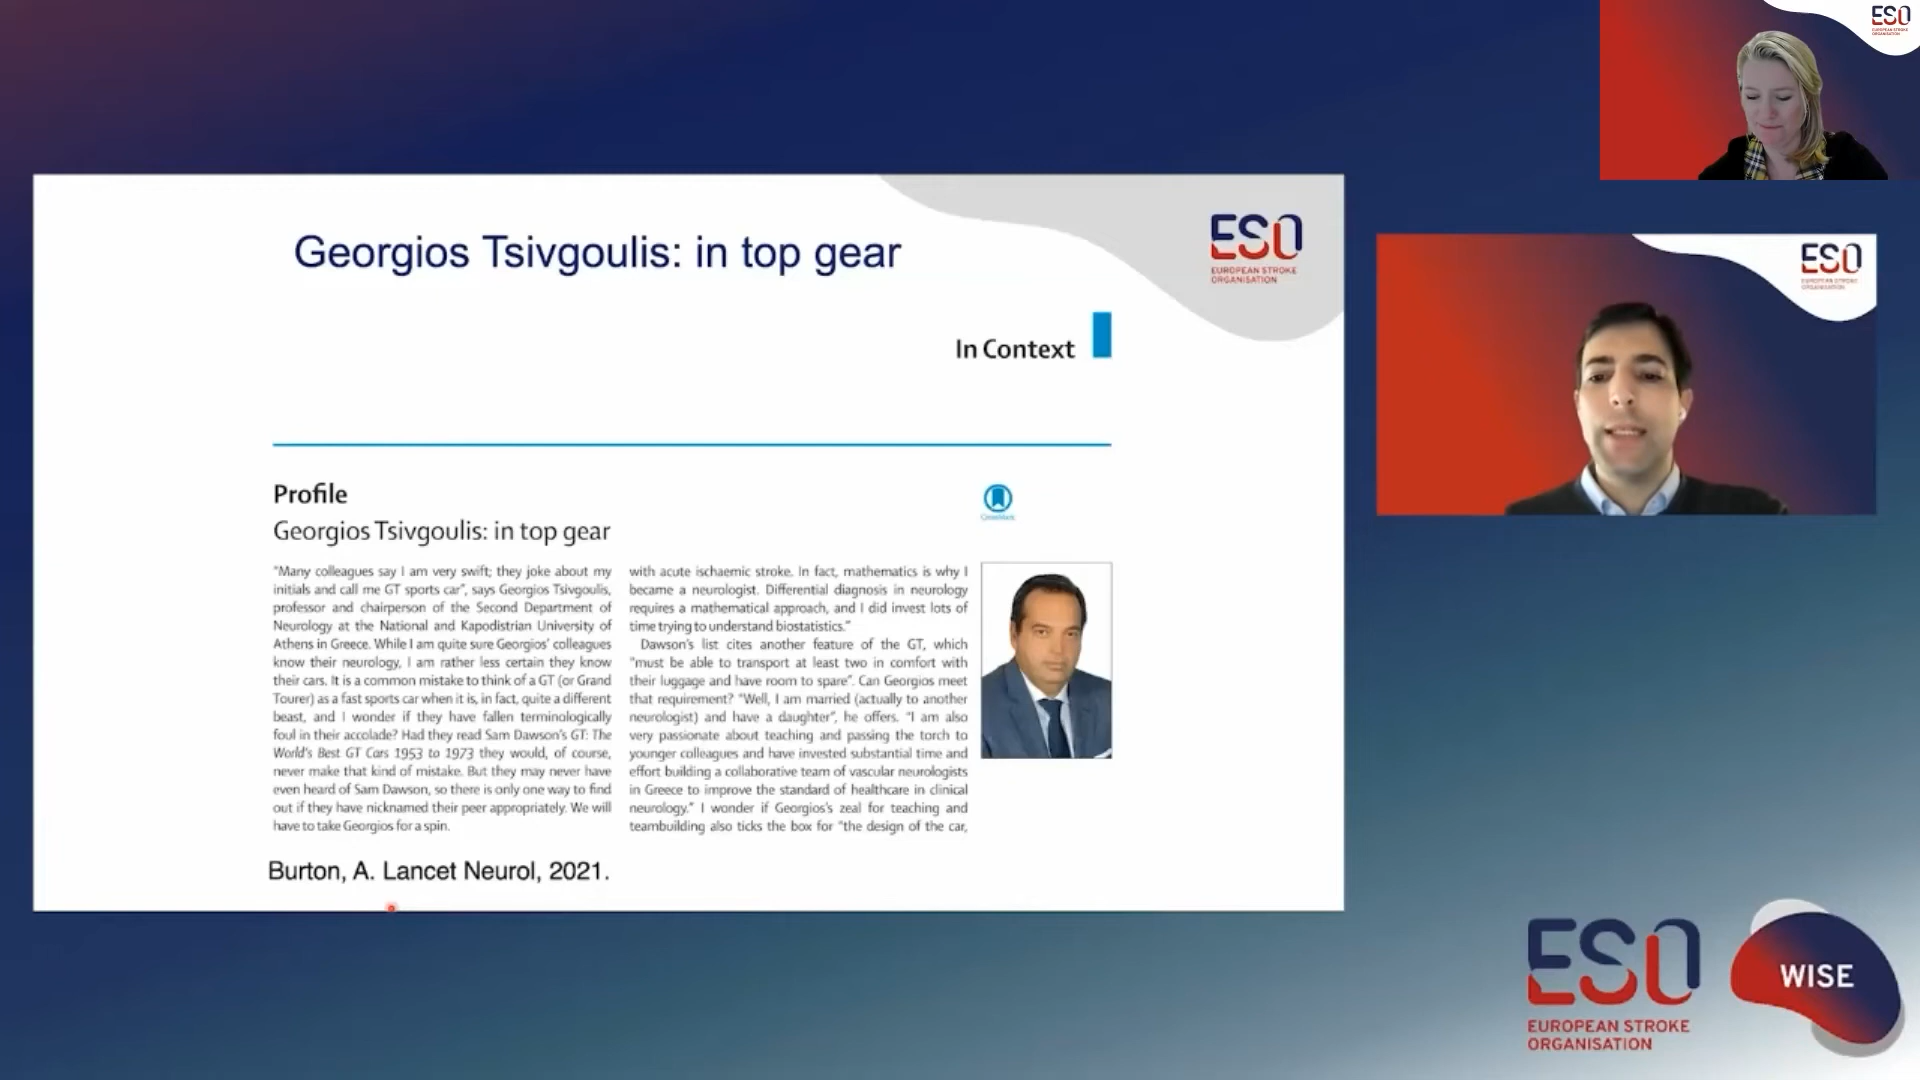 Georgios Tsivgoulis: in top gear
ESO
EUROPEAN STROKE
ORGANISATION
In Context
Profile
Georgios Tsivgoulis: in top gear
CrossMark
"Many colleagues say I am very swift; they joke about my
initials and call me GT sports car", says Georgios Tsivgoulis,
professor and chairperson of the Second Department of
Neurology at the National and Kapodistrian University of
Athens in Greece. While I am quite sure Georgios' colleagues
know their neurology, I am rather less certain they know
their cars. It is a common mistake to think of a GT (or Grand
Tourer) as a fast sports car when it is, in fact, quite a different
beast, and I wonder if they have fallen terminologically
foul in their accolade? Had they read Sam Dawson's GT: The
World's Best GT Cars 1953 to 1973 they would, of course,
never make that kind of mistake. But they may never have
even heard of Sam Dawson, so there is only one way to find
out if they have nicknamed their peer appropriately. We will
have to take Georgios for a spin.
with acute ischaemic stroke. In fact, mathematics is why I
became a neurologist. Differential diagnosis in neurology
requires a mathematical approach, and I did invest lots of
time trying to understand biostatistics."
Dawson's list cites another feature of the GT, which
"must be able to transport at least two in comfort with
their luggage and have room to spare". Can Georgios meet
that requirement? "Well, I am married (actually to another
neurologist) and have a daughter", he offers. "I am also
very passionate about teaching and passing the torch to
younger colleagues and have invested substantial time and
effort building a collaborative team of vascular neurologists
in Greece to improve the standard of healthcare in clinical
neurology." I wonder if Georgios's zeal for teaching and
teambuilding also ticks the box for "the design of the car,
Burton, A. Lancet Neurol, 2021.
ESO
EUROPEAN STROKE
ORGANISATION
ESO
EUROPEAN STROKE
ORGANISATION
ESO
EUROPEAN STROKE
ORGANISATION
WISE